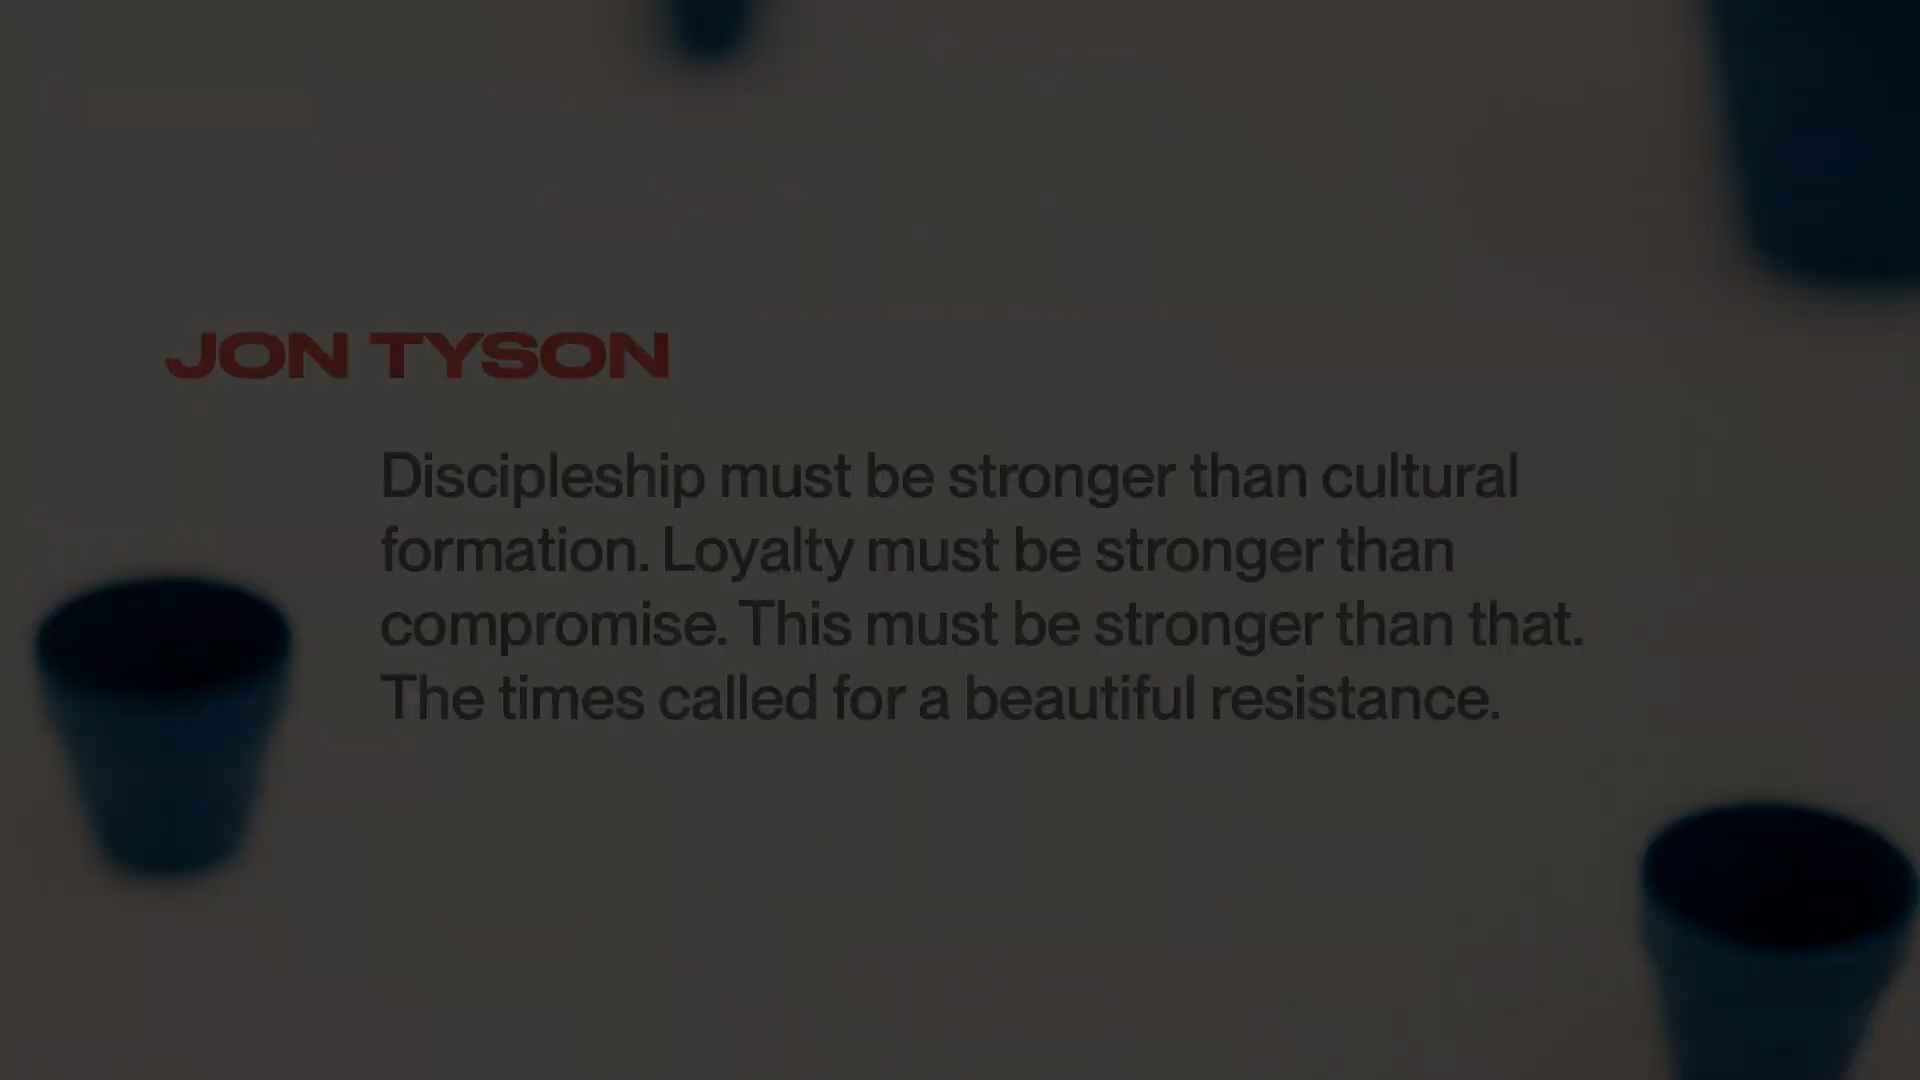 JON TYSON
Discipleship must be stronger than cultural
formation. Loyalty must be stronger than
compromise. This must be stronger than that.
The times called for a beautiful resistance.